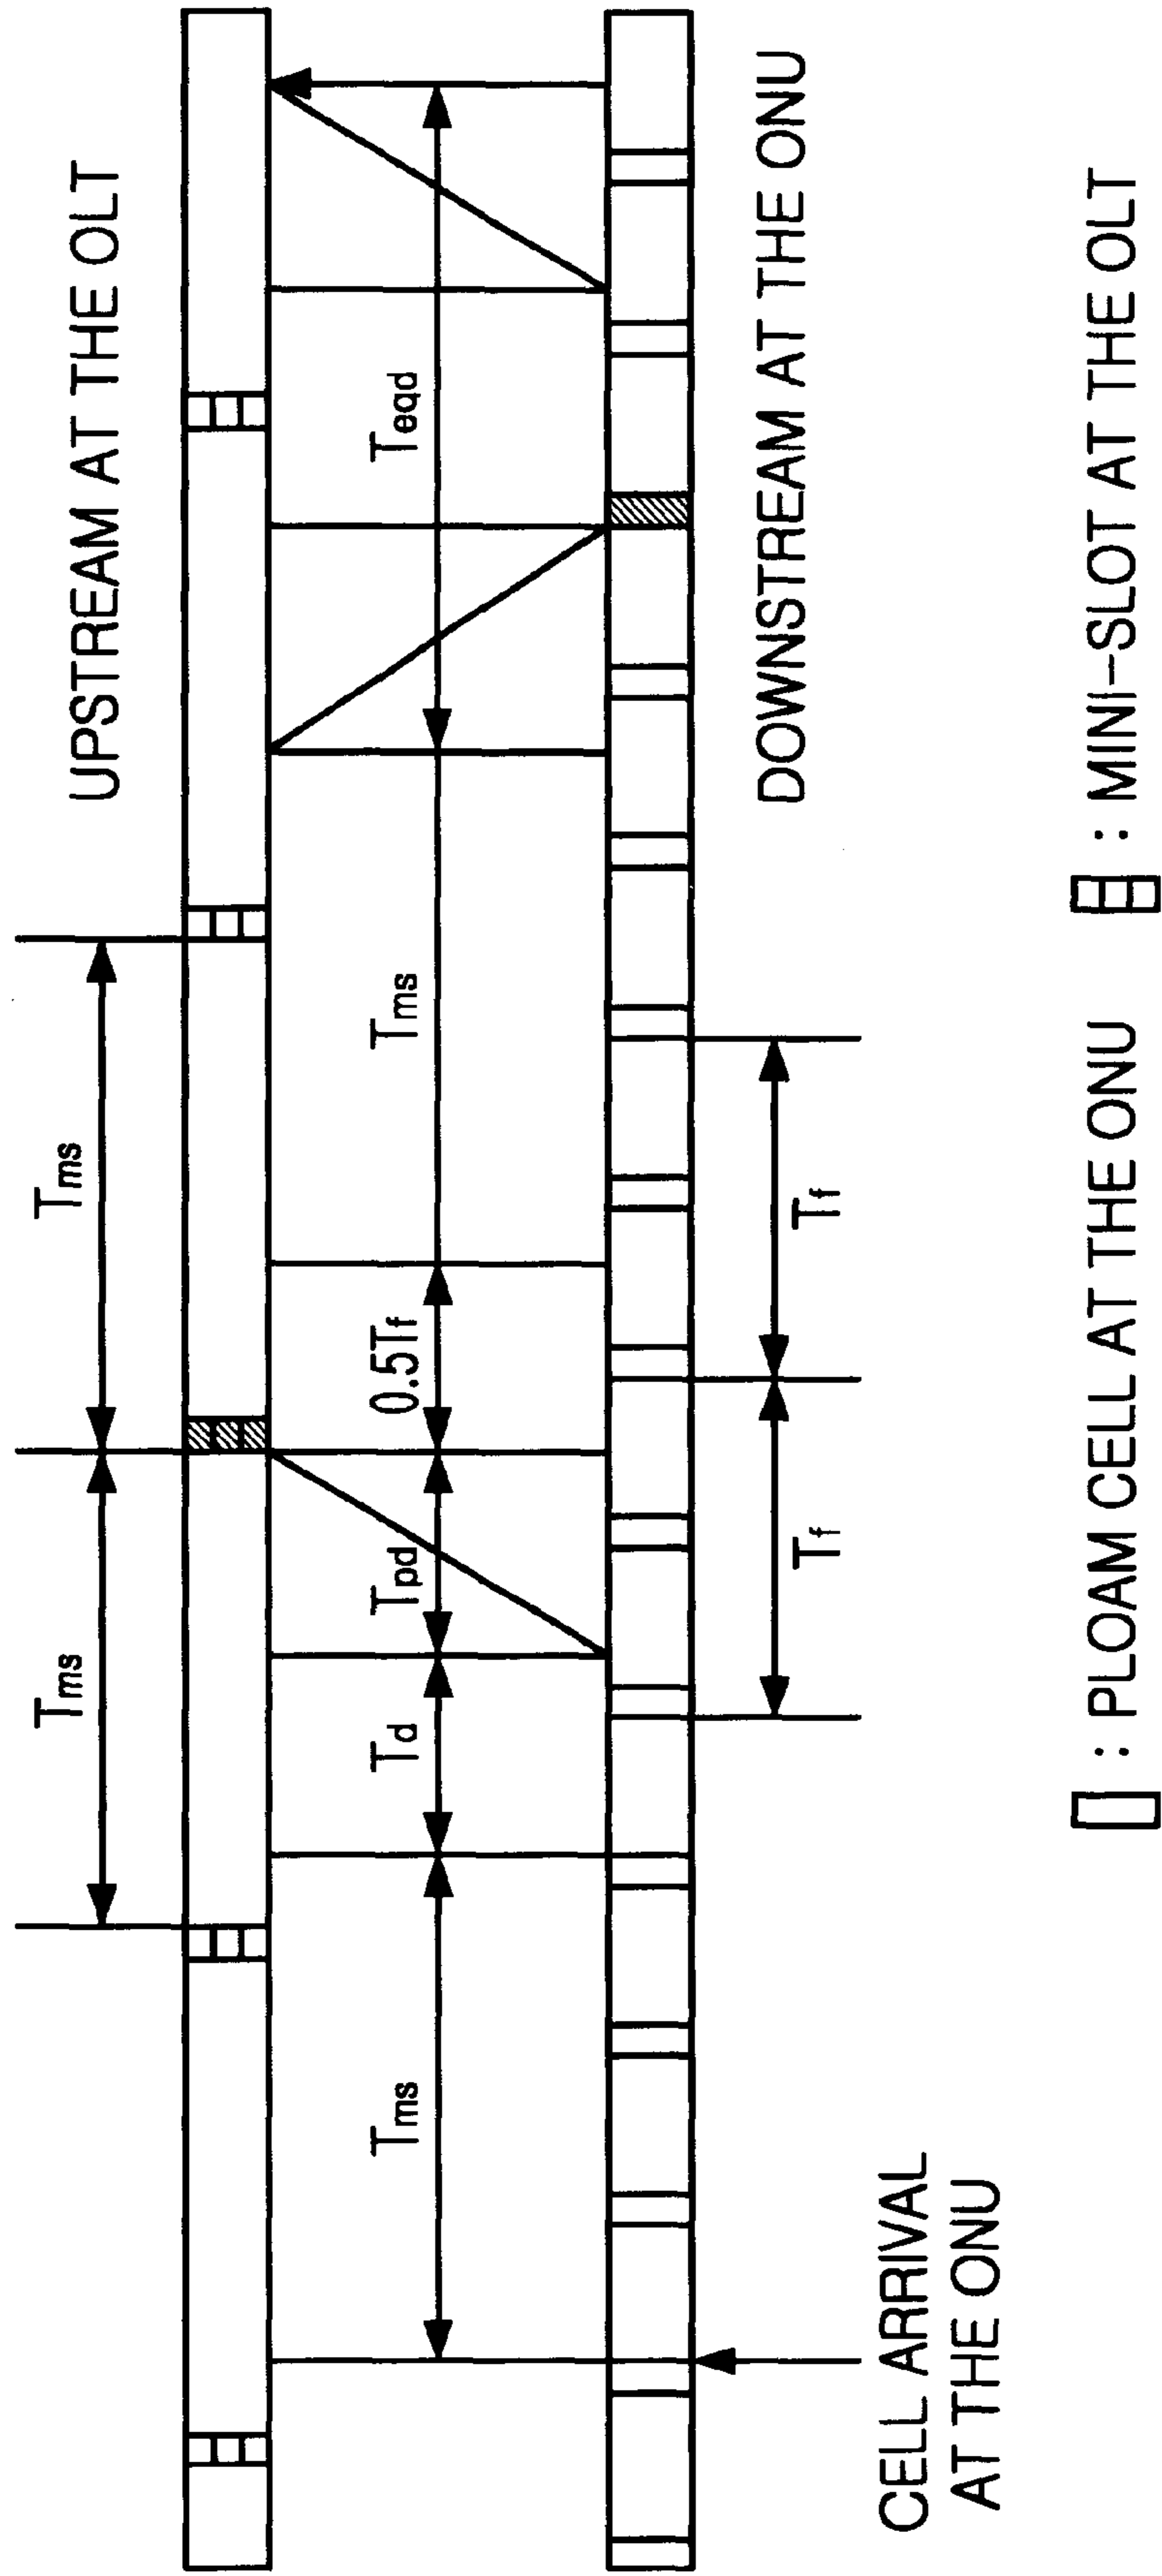 UPSTREAM AT THE OLT
Tms
Tms
Tms
Td
Tpd
0.5Tf
Tms
Teqd
Tf
Tf
DOWNSTREAM AT THE ONU
CELL ARRIVAL
AT THE ONU
: PLOAM CELL AT THE ONU
: MINI-SLOT AT THE OLT